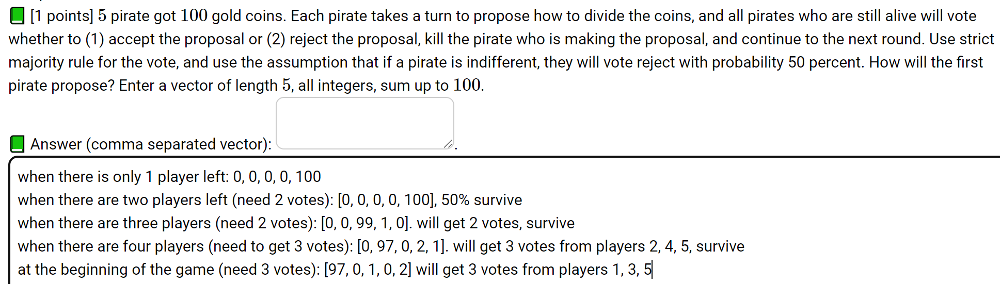 [1 points] 5 pirate got 100 gold coins. Each pirate takes a turn to propose how to divide the coins, and all pirates who are still alive will vote
whether to (1) accept the proposal or (2) reject the proposal, kill the pirate who is making the proposal, and continue to the next round. Use strict
majority rule for the vote, and use the assumption that if a pirate is indifferent, they will vote reject with probability 50 percent. How will the first
pirate propose? Enter a vector of length 5, all integers, sum up to 100.
Answer (comma separated vector): .
when there is only 1 player left: 0, 0, 0, 0, 100
when there are two players left (need 2 votes): [0, 0, 0, 0, 100], 50% survive
when there are three players (need 2 votes): [0, 0, 99, 1, 0]. will get 2 votes, survive
when there are four players (need to get 3 votes): [0, 97, 0, 2, 1]. will get 3 votes from players 2, 4, 5, survive
at the beginning of the game (need 3 votes): [97, 0, 1, 0, 2] will get 3 votes from players 1, 3, 5